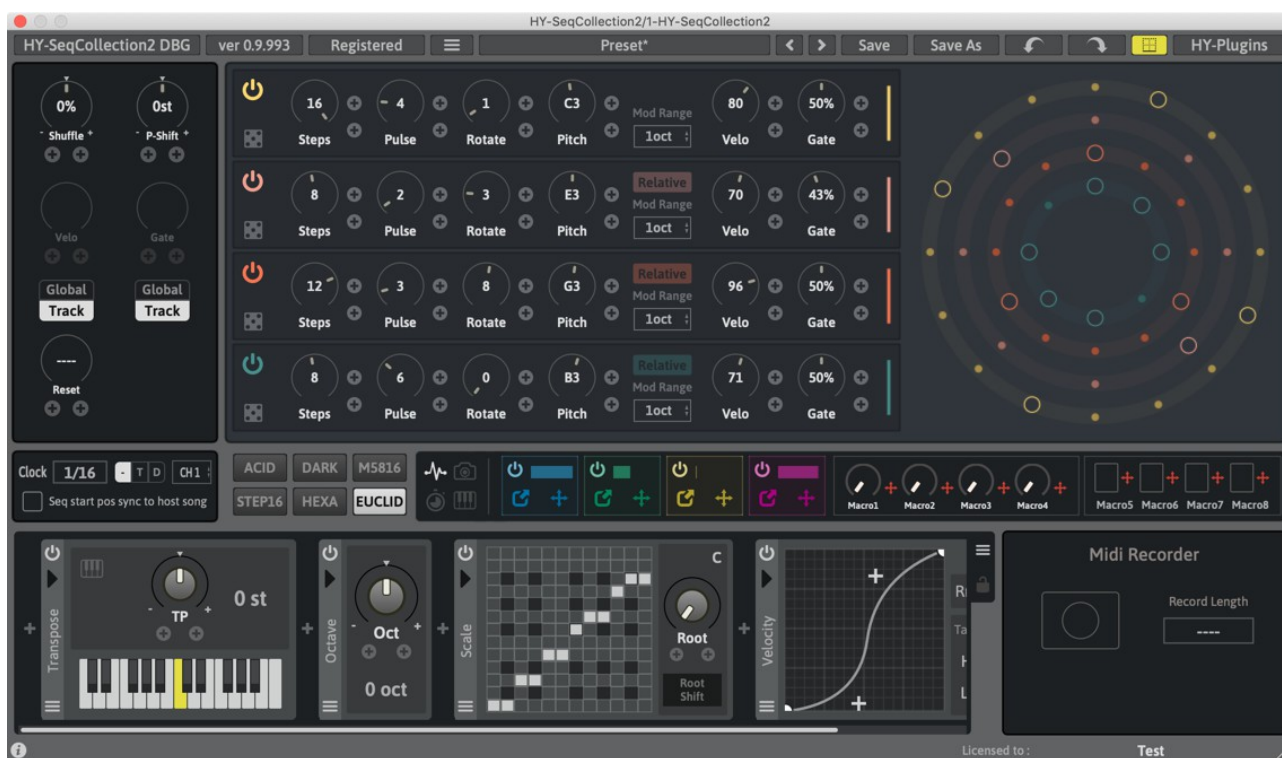 HY-SeqCollection2/1-HY-SeqCollection2
HY-SeqCollection2 DBG ver 0.9.993 Registered Preset* < > Save Save As HY-Plugins
0% 0st
- Shuffle + - P-Shift +
Velo Gate
Global Global
Track Track
----
Reset
16 4 1 C3 Mod Range 80 50%
Steps Pulse Rotate Pitch 1oct Velo Gate
Relative
8 2 3 E3 Mod Range 70 43%
Steps Pulse Rotate Pitch 1oct Velo Gate
Relative
12 3 8 G3 Mod Range 96 50%
Steps Pulse Rotate Pitch 1oct Velo Gate
Relative
8 6 0 B3 Mod Range 71 50%
Steps Pulse Rotate Pitch 1oct Velo Gate
Clock 1/16 - T D CH1
Seq start pos sync to host song
ACID DARK M5816
STEP16 HEXA EUCLID
Macro1 Macro2 Macro3 Macro4 Macro5 Macro6 Macro7 Macro8
Transpose
- TP +
0 st
Octave
- Oct +
0 oct
Scale
C
Root
Root
Shift
Velocity
Ta
H
L
Midi Recorder
Record Length
----
Licensed to : Test